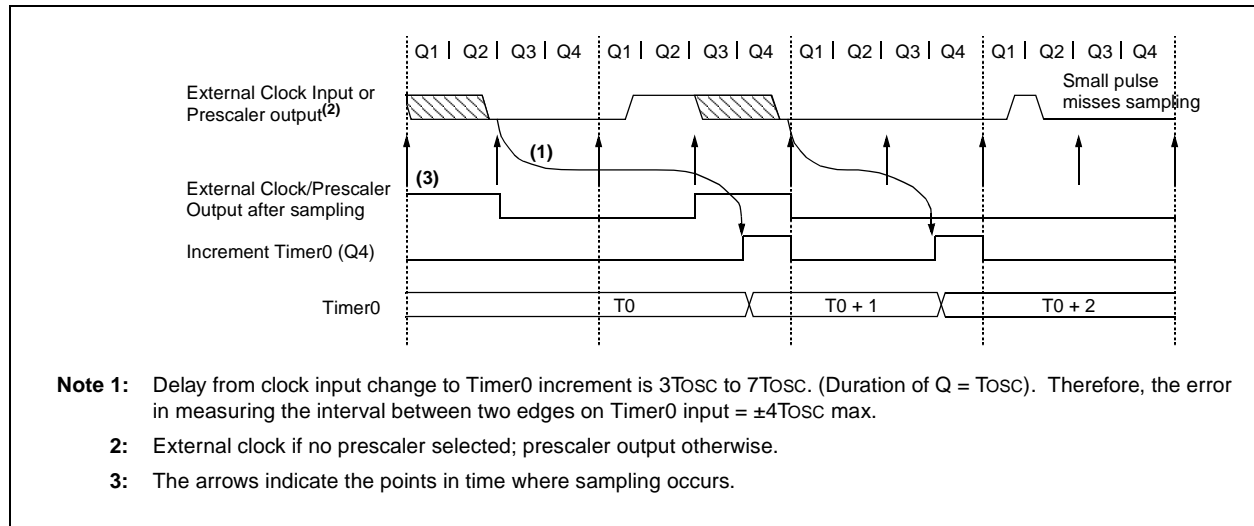 Q1 | Q2 | Q3 | Q4 | Q1 | Q2 | Q3 | Q4 | Q1 | Q2 | Q3 | Q4 | Q1 | Q2 | Q3 | Q4
External Clock Input or
Prescaler output(2)
Small pulse
misses sampling
(1)
(3)
External Clock/Prescaler
Output after sampling
Increment Timer0 (Q4)
Timer0
T0
T0 + 1
T0 + 2
Note 1: Delay from clock input change to Timer0 increment is 3TOSC to 7TOSC. (Duration of Q = TOSC). Therefore, the error
in measuring the interval between two edges on Timer0 input = ±4TOSC max.
2: External clock if no prescaler selected; prescaler output otherwise.
3: The arrows indicate the points in time where sampling occurs.